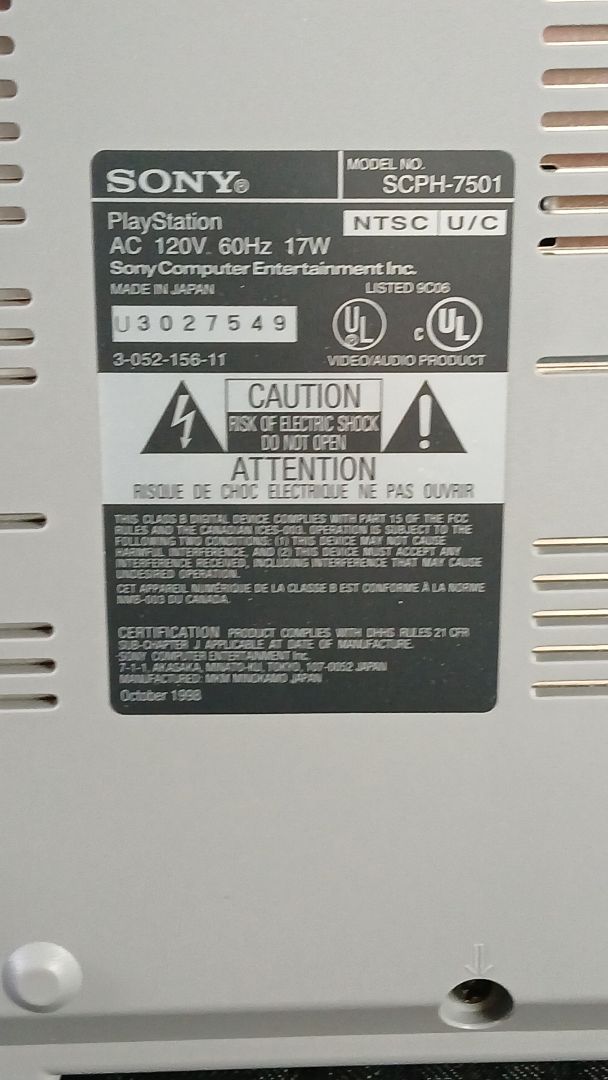 SONY®
MODEL NO.
SCPH-7501
PlayStation
NTSC U/C
AC 120V 60Hz 17W
Sony Computer Entertainment Inc.
MADE IN JAPAN
LISTED 9C06
U3027549
UL
c UL
3-052-156-11
VIDEO/AUDIO PRODUCT
CAUTION
RISK OF ELECTRIC SHOCK
DO NOT OPEN
ATTENTION
RISQUE DE CHOC ELECTRIQUE NE PAS OUVRIR
THIS CLASS B DIGITAL DEVICE COMPLIES WITH PART 15 OF THE FCC
RULES AND THE CANADIAN ICES-003. OPERATION IS SUBJECT TO THE
FOLLOWING TWO CONDITIONS: (1) THIS DEVICE MAY NOT CAUSE
HARMFUL INTERFERENCE, AND (2) THIS DEVICE MUST ACCEPT ANY
INTERFERENCE RECEIVED, INCLUDING INTERFERENCE THAT MAY CAUSE
UNDESIRED OPERATION.
CET APPAREIL NUMÉRIQUE DE LA CLASSE B EST CONFORME À LA NORME
NMB-003 DU CANADA.
CERTIFICATION PRODUCT COMPLIES WITH DHHS RULES 21 CFR
SUB-CHAPTER J APPLICABLE AT DATE OF MANUFACTURE.
SONY COMPUTER ENTERTAINMENT Inc.
7-1-1, AKASAKA, MINATO-KU, TOKYO, 107-0052 JAPAN
MANUFACTURED: MKM MINOKAMO JAPAN
October 1998